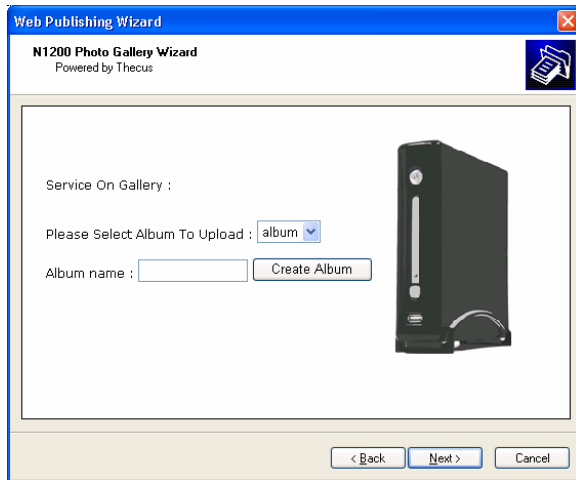 Web Publishing Wizard
N1200 Photo Gallery Wizard
Powered by Thecus
Service On Gallery :
Please Select Album To Upload : album
Album name : Create Album
< Back Next > Cancel